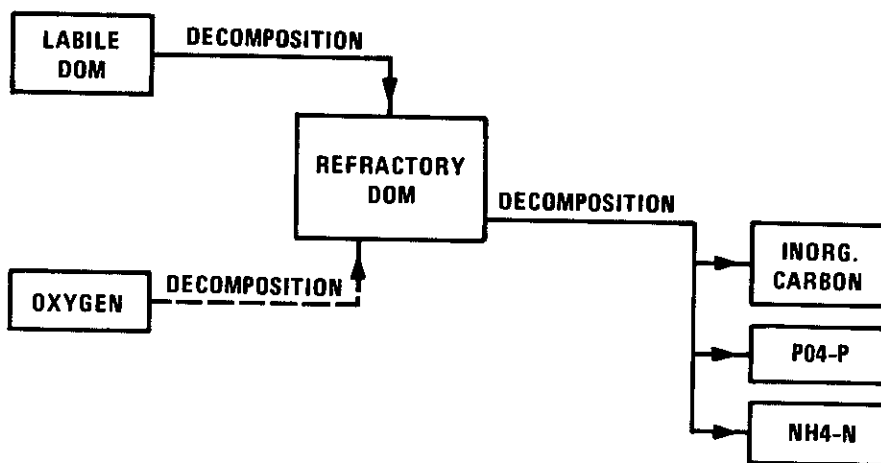 LABILE
DOM
DECOMPOSITION
REFRACTORY
DOM
DECOMPOSITION
OXYGEN
DECOMPOSITION
INORG.
CARBON
PO4-P
NH4-N